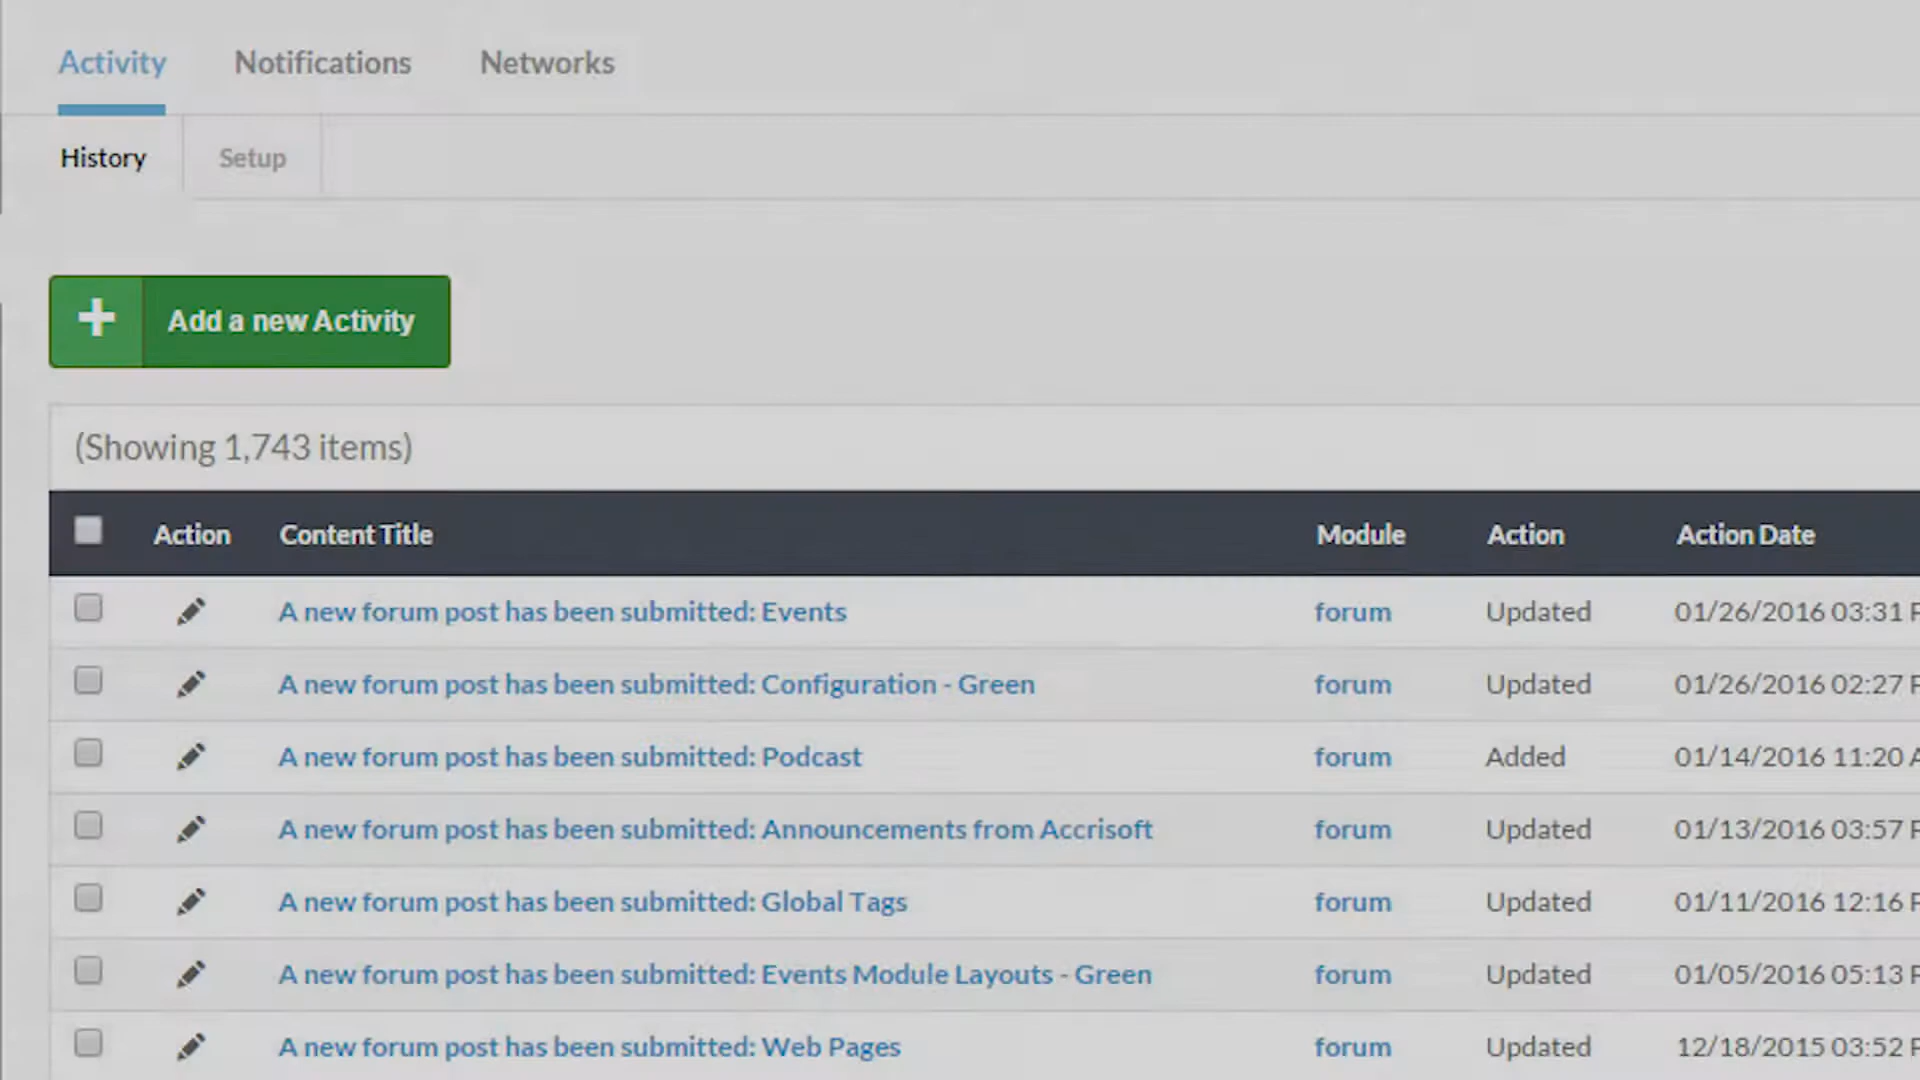 Activity Notifications Networks
History Setup
+ Add a new Activity
(Showing 1,743 items)
Action Content Title Module Action Action Date
A new forum post has been submitted: Events forum Updated 01/26/2016 03:31
A new forum post has been submitted: Configuration - Green forum Updated 01/26/2016 02:27
A new forum post has been submitted: Podcast forum Added 01/14/2016 11:20
A new forum post has been submitted: Announcements from Accrisoft forum Updated 01/13/2016 03:57
A new forum post has been submitted: Global Tags forum Updated 01/11/2016 12:16
A new forum post has been submitted: Events Module Layouts - Green forum Updated 01/05/2016 05:13
A new forum post has been submitted: Web Pages forum Updated 12/18/2015 03:52